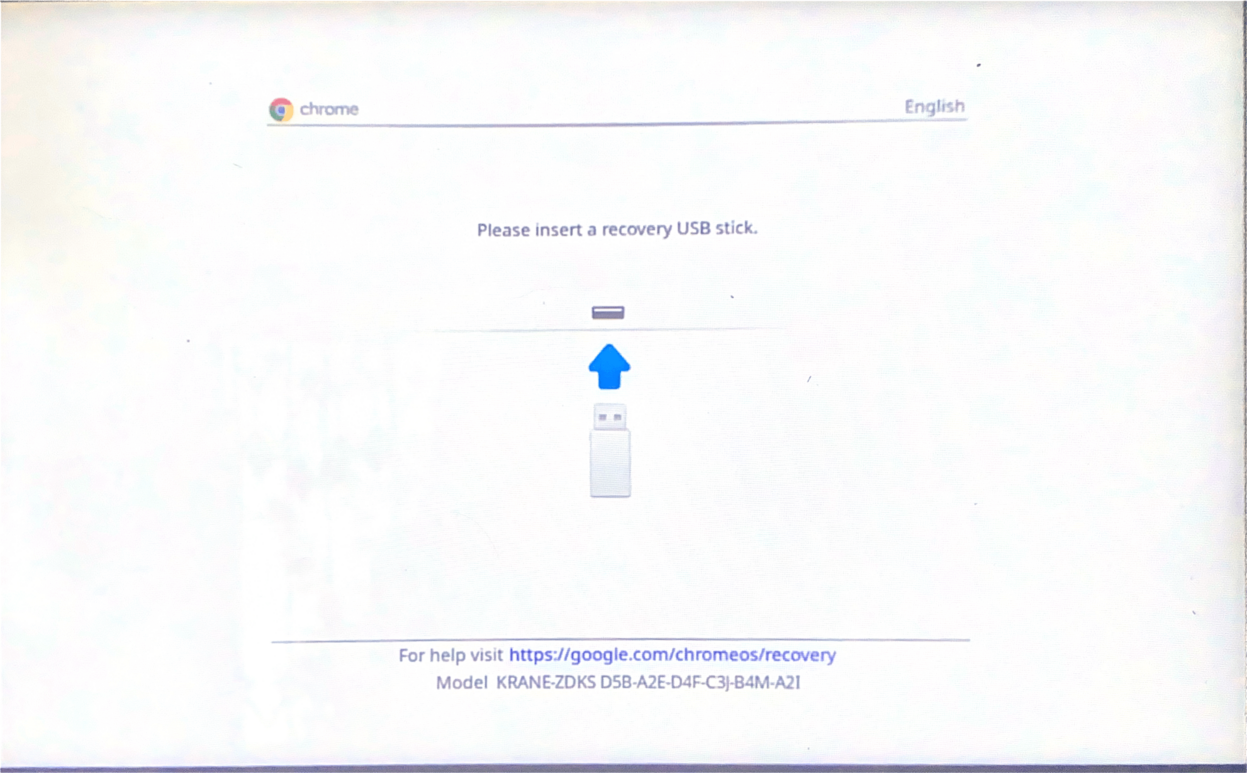 chrome
English
Please insert a recovery USB stick.
For help visit https://google.com/chromeos/recovery
Model KRANE-ZDKS D5B-A2E-D4F-C3J-B4M-A2I